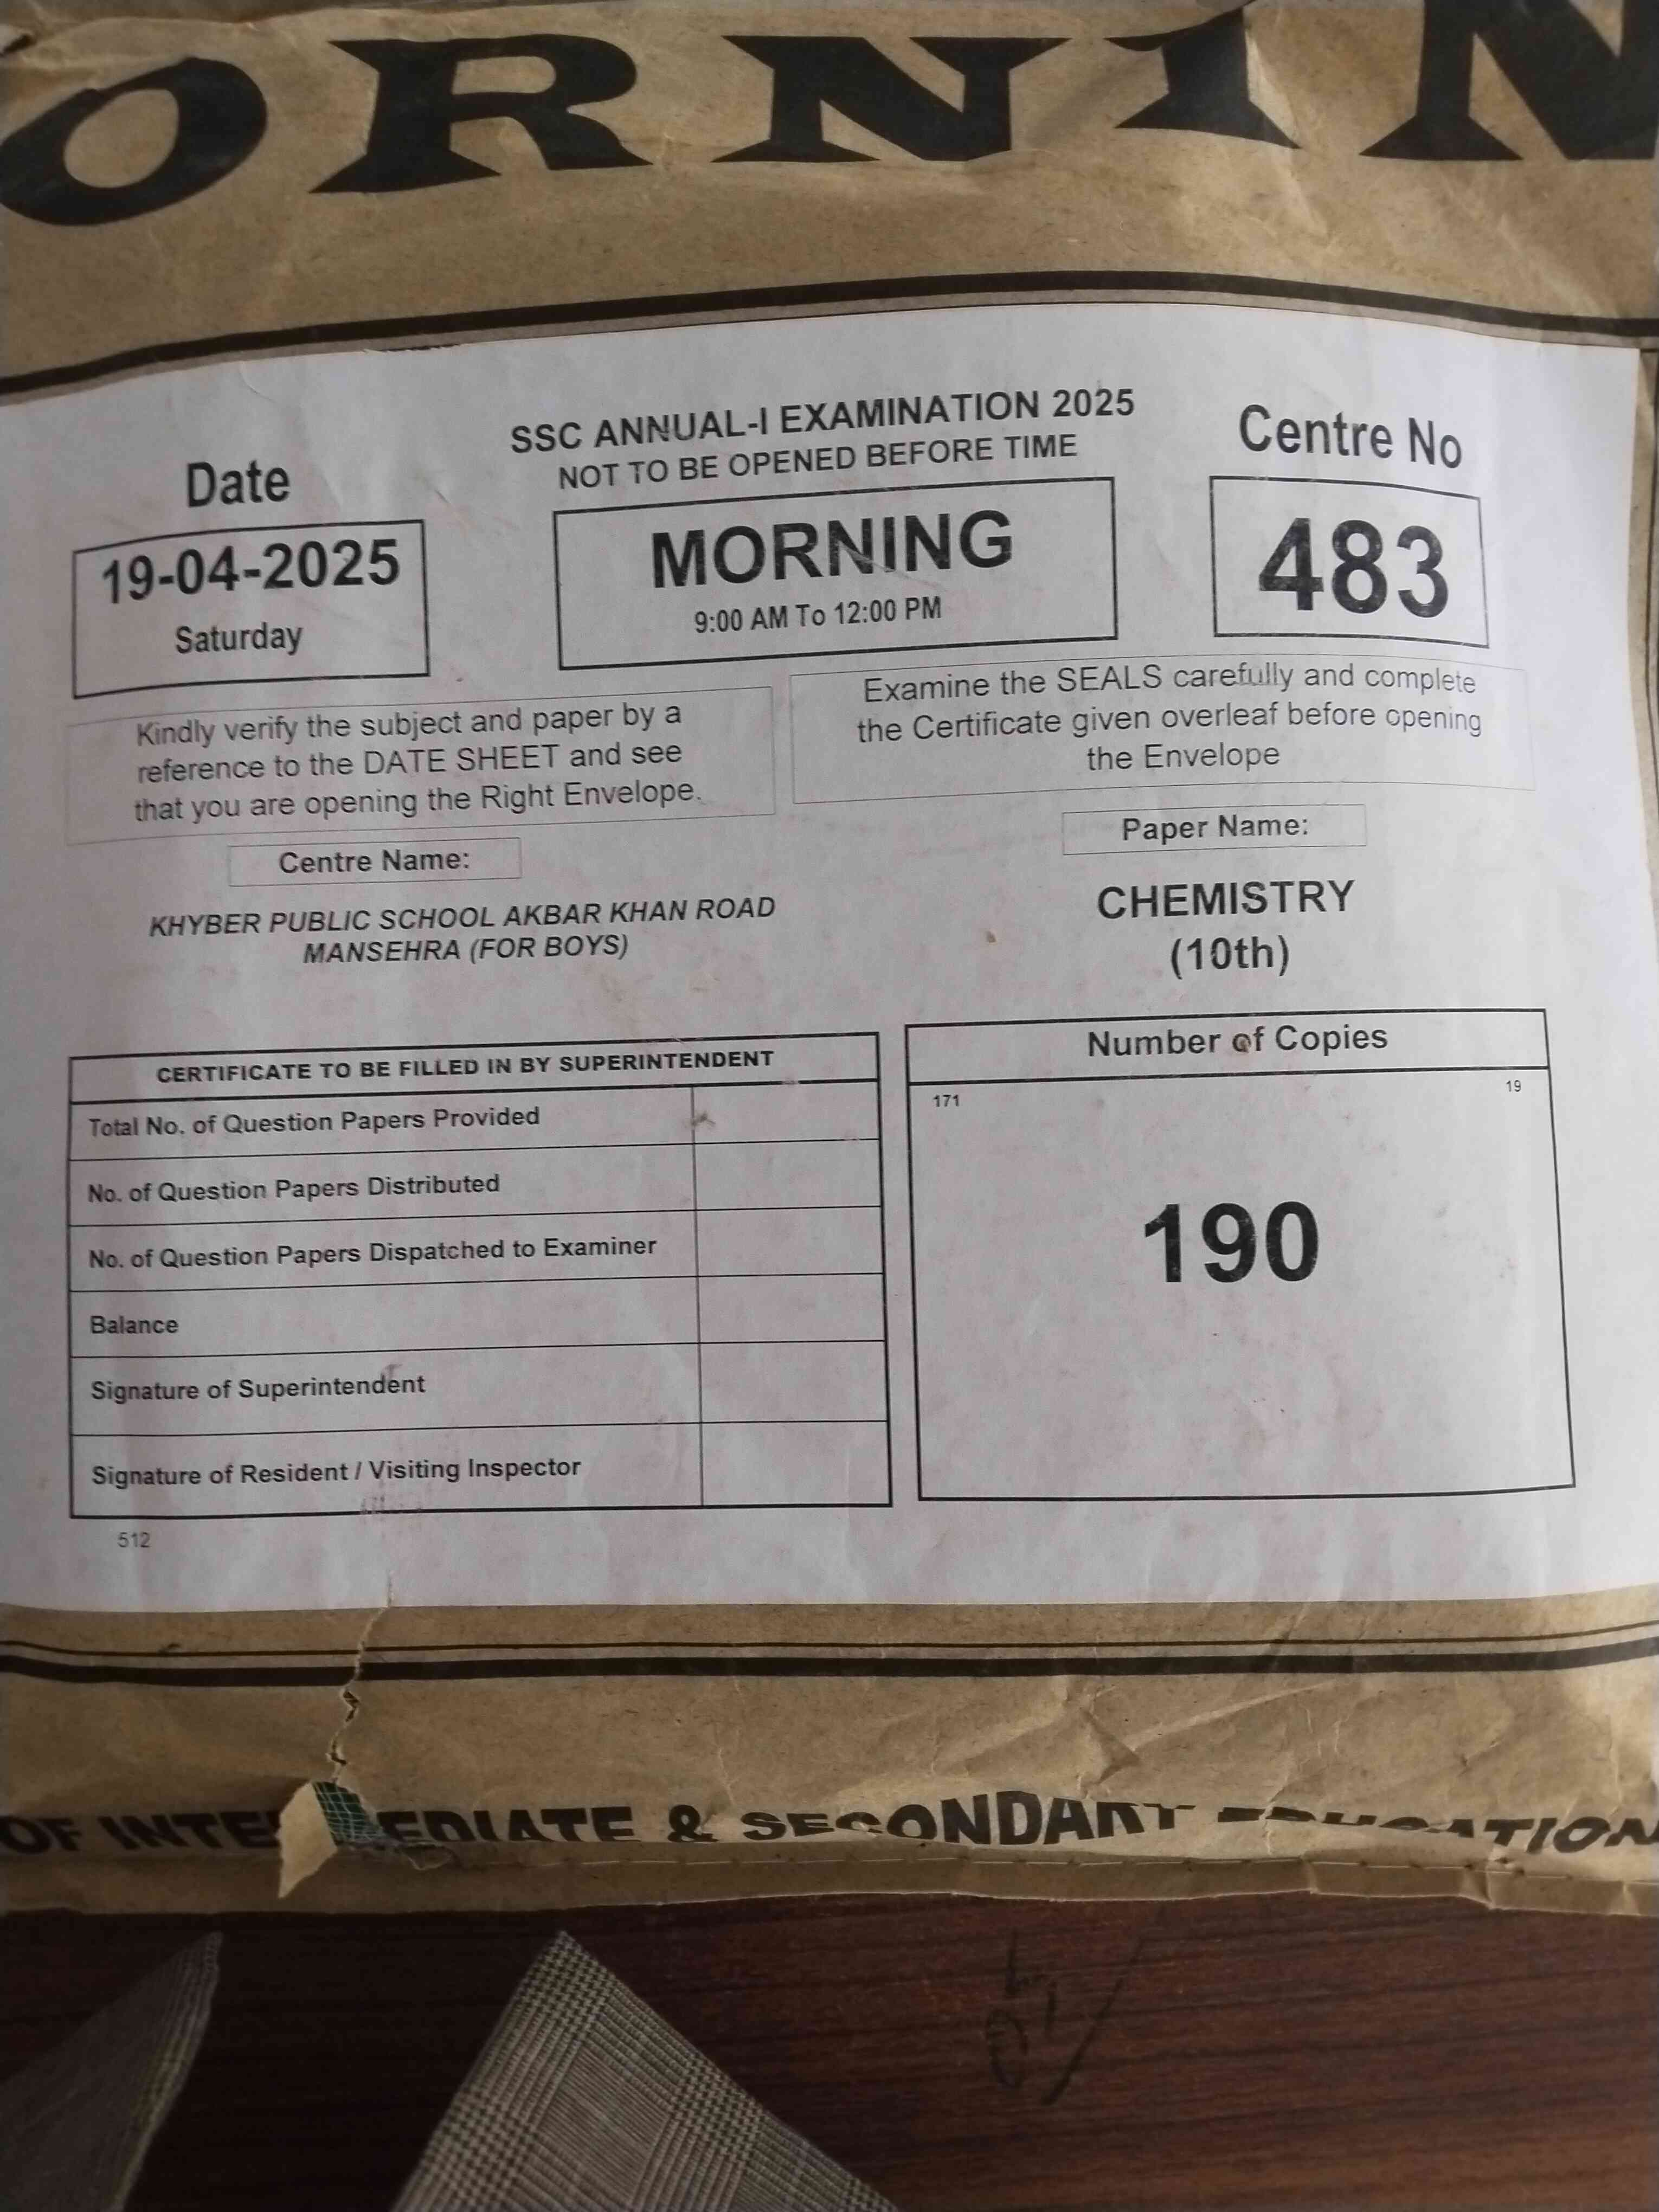 ORNIN
SSC ANNUAL-I EXAMINATION 2025
NOT TO BE OPENED BEFORE TIME
Date
19-04-2025
Saturday
MORNING
9:00 AM To 12:00 PM
Centre No
483
Kindly verify the subject and paper by a
reference to the DATE SHEET and see
that you are opening the Right Envelope.
Examine the SEALS carefully and complete
the Certificate given overleaf before opening
the Envelope
Centre Name:
KHYBER PUBLIC SCHOOL AKBAR KHAN ROAD
MANSEHRA (FOR BOYS)
Paper Name:
CHEMISTRY
(10th)
CERTIFICATE TO BE FILLED IN BY SUPERINTENDENT
Total No. of Question Papers Provided
No. of Question Papers Distributed
No. of Question Papers Dispatched to Examiner
Balance
Signature of Superintendent
Signature of Resident / Visiting Inspector
512
Number of Copies
171 19
190
OF INTERMEDIATE & SECONDARY EDUCATION